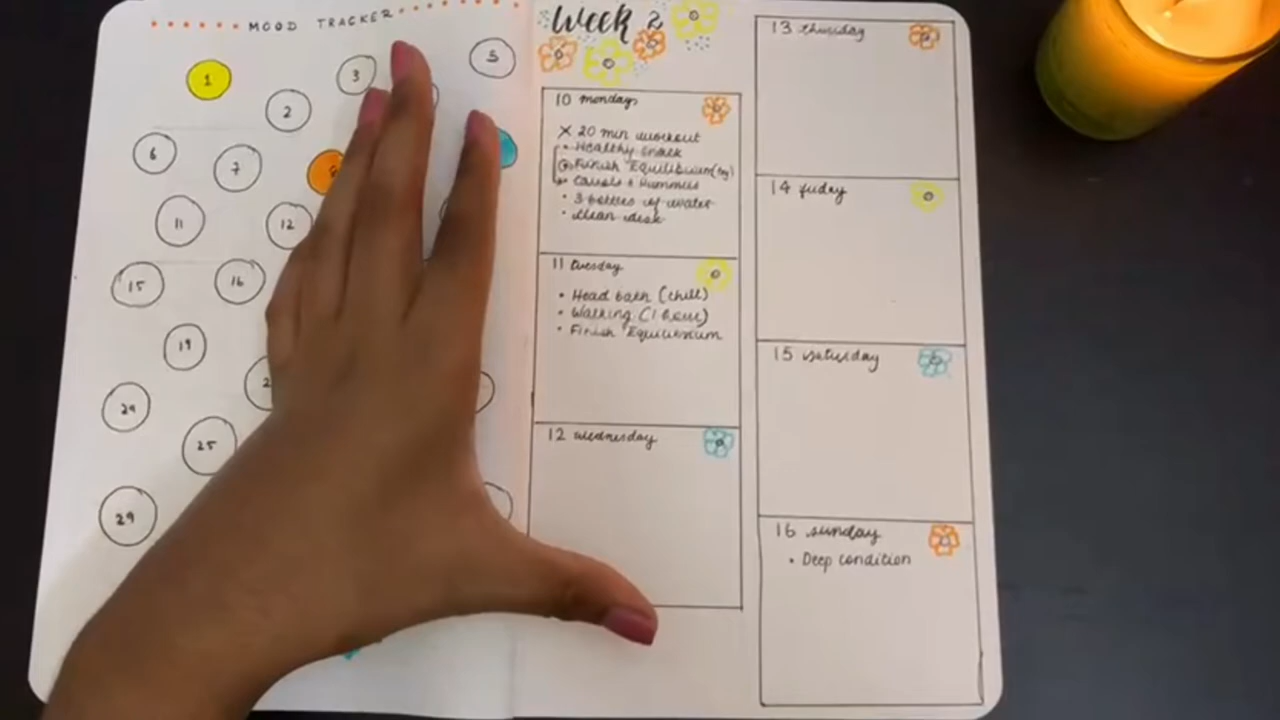 MOOD TRACKER
1
2
3
5
6
7
8
11
12
15
16
19
24
25
29
Week 2
10 monday
X 20 min workout
• Healthy snack
Finish Equilibrium
• Carrots + Hummus
• 3 bottles of water
• clean desk
11 tuesday
• Head bath (chill)
• Walking (1 hour)
• Finish Equilibrium
12 wednesday
13 thursday
14 friday
15 saturday
16 sunday
• Deep condition